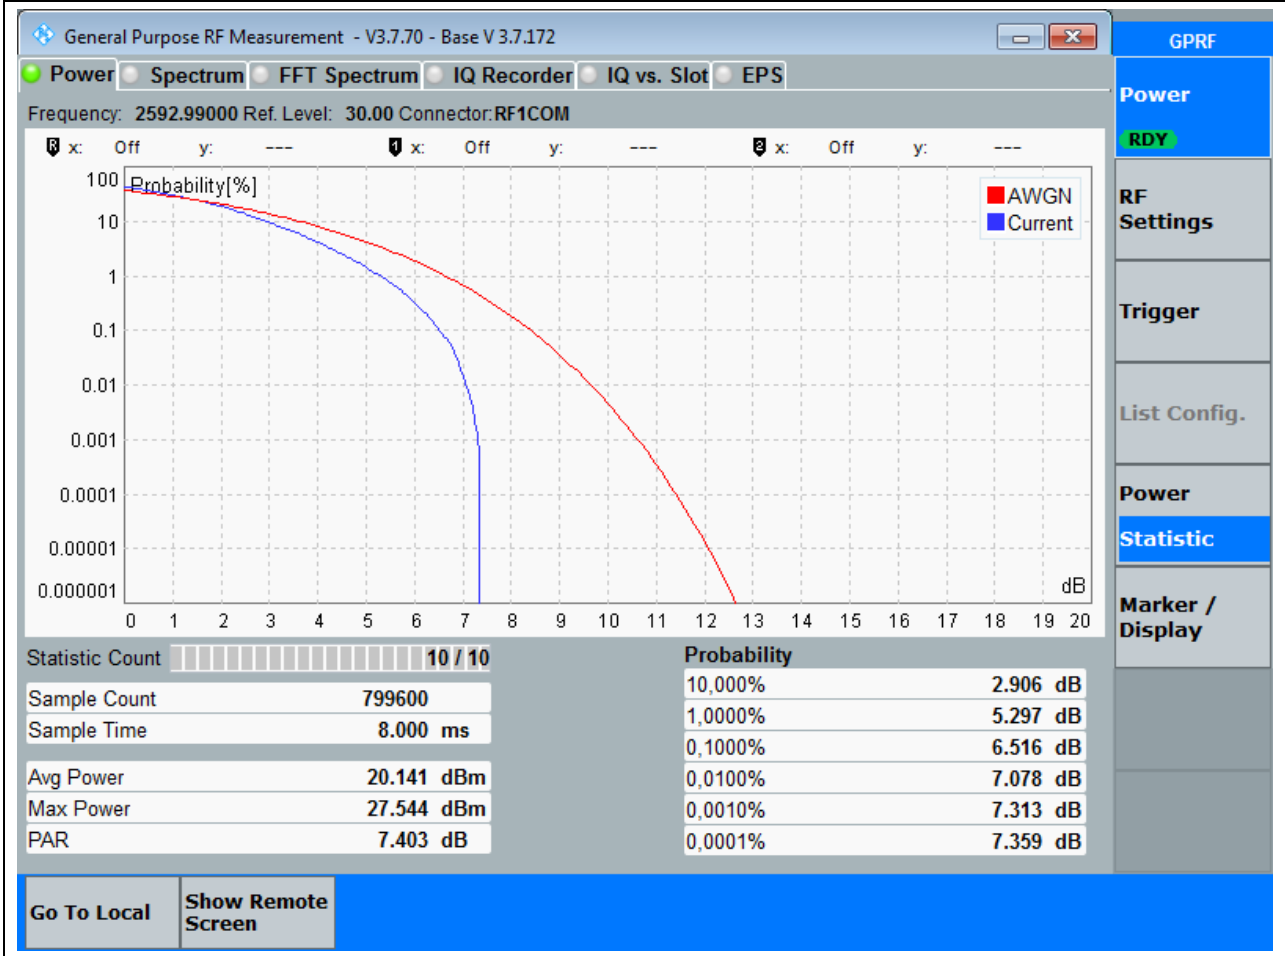 General Purpose RF Measurement - V3.7.70 - Base V 3.7.172
GPRF
Power Spectrum FFT Spectrum IQ Recorder IQ vs. Slot EPS
Power
RDY
Frequency: 2592.99000 Ref. Level: 30.00 Connector:RF1COM
R x: Off y: --- 1 x: Off y: --- 2 x: Off y: ---
Probability[%]
AWGN
Current
100
10
1
0.1
0.01
0.001
0.0001
0.00001
0.000001
dB
0 1 2 3 4 5 6 7 8 9 10 11 12 13 14 15 16 17 18 19 20
RF
Settings
Trigger
List Config.
Power
Statistic
Marker /
Display
Statistic Count 10 / 10
Sample Count 799600
Sample Time 8.000 ms
Avg Power 20.141 dBm
Max Power 27.544 dBm
PAR 7.403 dB
Probability
10,000% 2.906 dB
1,0000% 5.297 dB
0,1000% 6.516 dB
0,0100% 7.078 dB
0,0010% 7.313 dB
0,0001% 7.359 dB
Go To Local
Show Remote
Screen